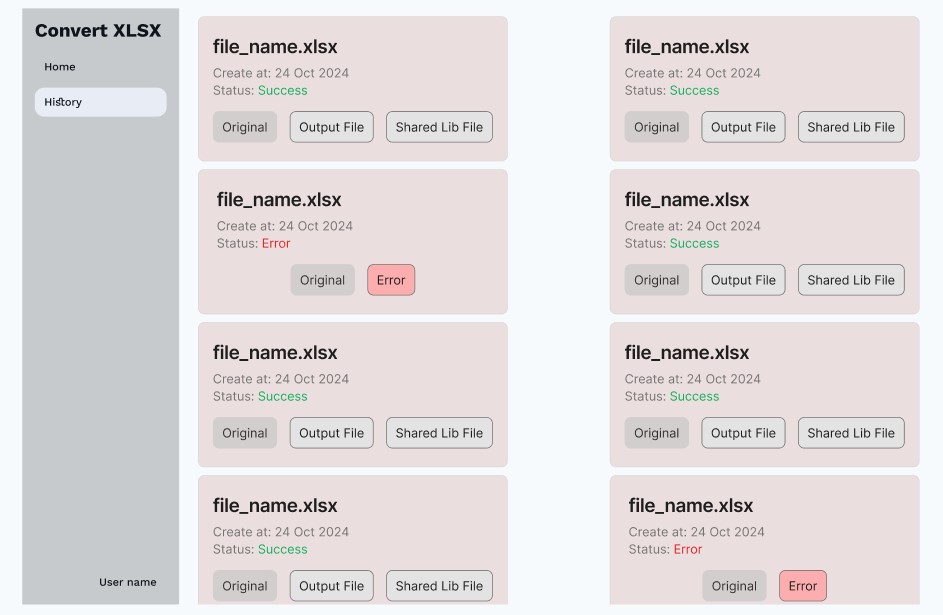 Convert XLSX
Home
History
User name
file_name.xlsx
Create at: 24 Oct 2024
Status: Success
Original Output File Shared Lib File
file_name.xlsx
Create at: 24 Oct 2024
Status: Error
Original Error
file_name.xlsx
Create at: 24 Oct 2024
Status: Success
Original Output File Shared Lib File
file_name.xlsx
Create at: 24 Oct 2024
Status: Success
Original Output File Shared Lib File
file_name.xlsx
Create at: 24 Oct 2024
Status: Success
Original Output File Shared Lib File
file_name.xlsx
Create at: 24 Oct 2024
Status: Success
Original Output File Shared Lib File
file_name.xlsx
Create at: 24 Oct 2024
Status: Success
Original Output File Shared Lib File
file_name.xlsx
Create at: 24 Oct 2024
Status: Error
Original Error